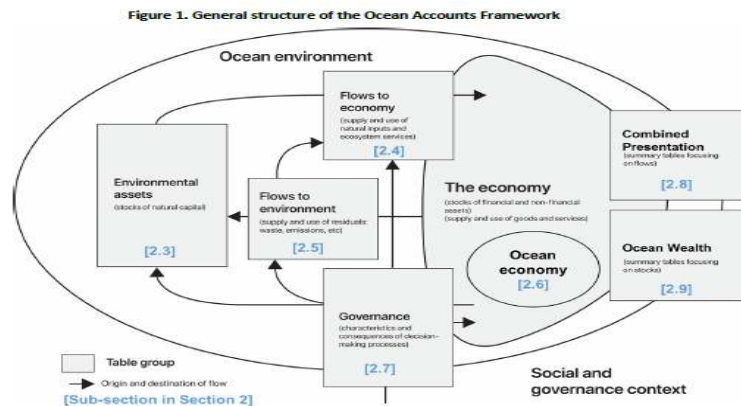 Figure 1. General structure of the Ocean Accounts Framework
Ocean environment
Flows to
economy
(supply and use of
natural inputs and
ecosystem services)
[2.4]
Environmental
assets
(stocks of natural capital)
[2.3]
Flows to
environment
(supply and use of residuals:
waste, emissions, etc)
[2.5]
The economy
(stocks of financial and non-financial
assets)
(supply and use of goods and services)
Ocean
economy
[2.6]
Combined
Presentation
(summary tables focusing
on flows)
[2.8]
Ocean Wealth
(summary tables focusing
on stocks)
[2.9]
Governance
(characteristics and
consequences of decision-
making processes)
[2.7]
Social and
governance context
Table group
Origin and destination of flow
[Sub-section in Section 2]